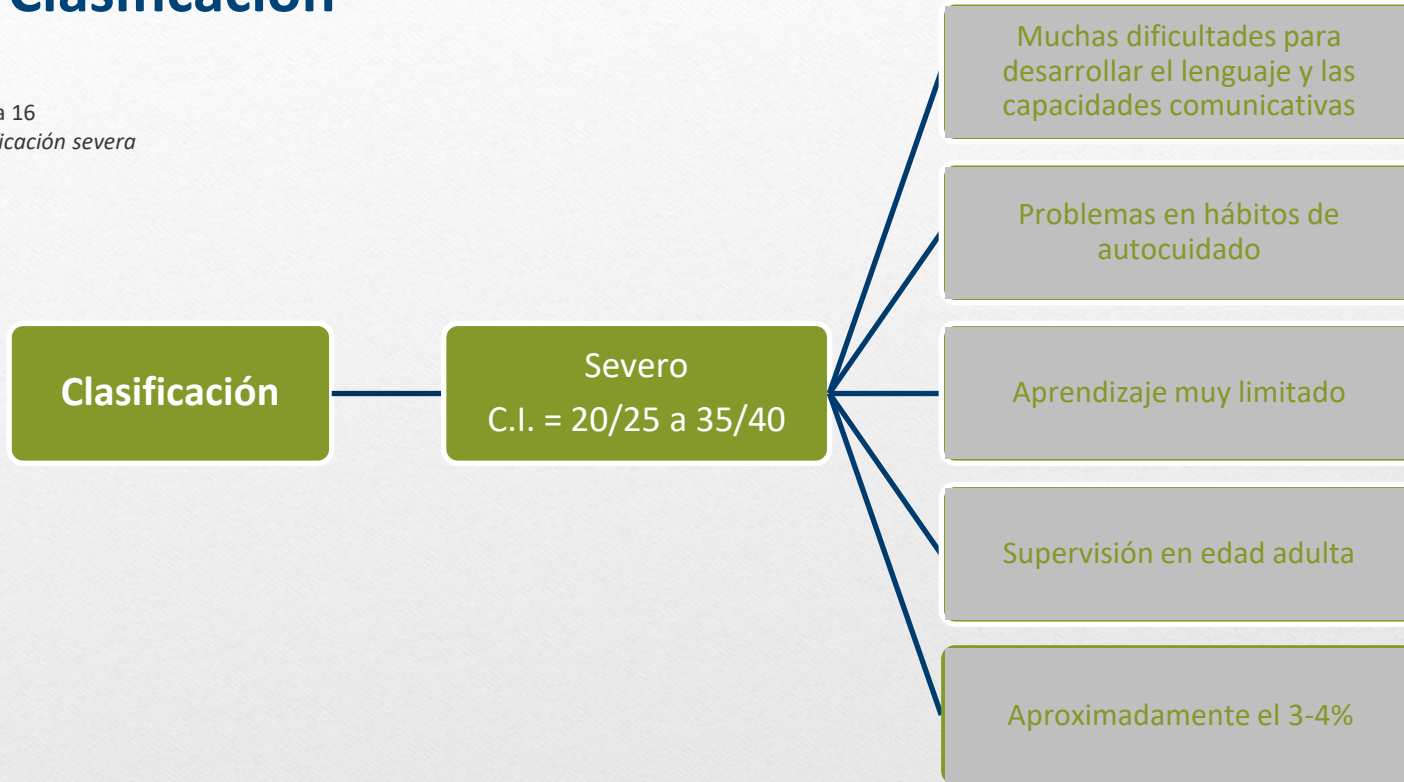 Clasificación
a 16
icación severa
Clasificación
Severo
C.I. = 20/25 a 35/40
Muchas dificultades para
desarrollar el lenguaje y las
capacidades comunicativas
Problemas en hábitos de
autocuidado
Aprendizaje muy limitado
Supervisión en edad adulta
Aproximadamente el 3-4%